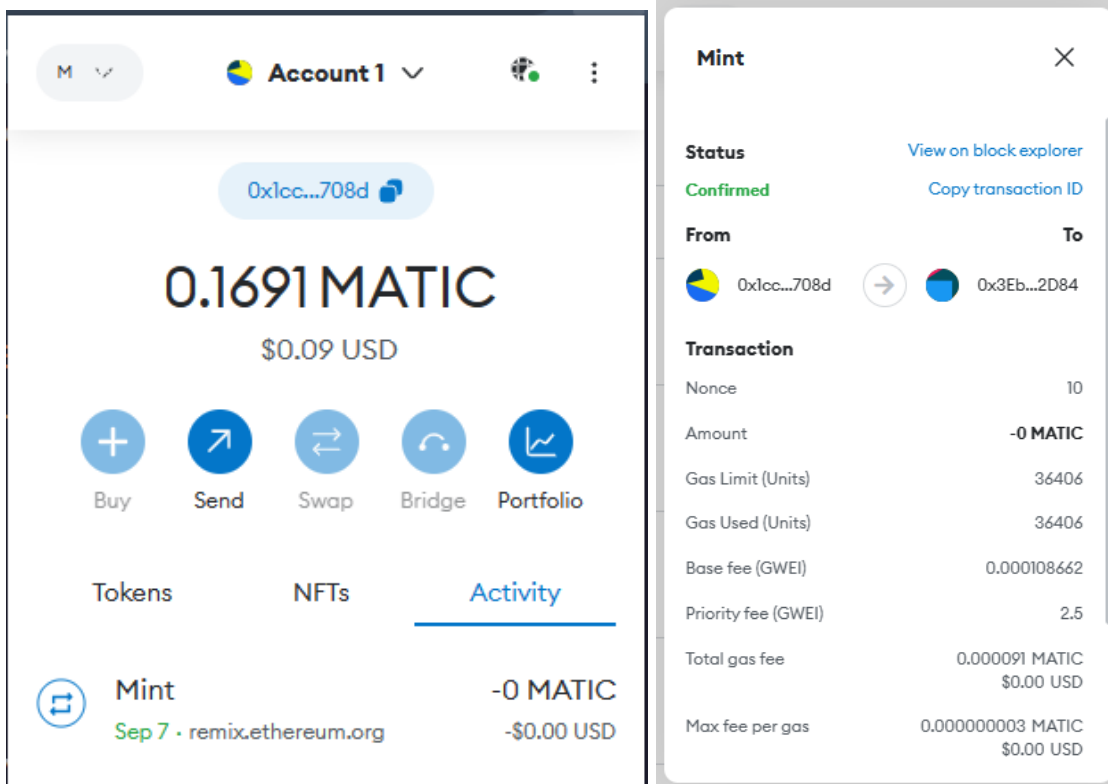 M
Account 1
0x1cc...708d
0.1691 MATIC
$0.09 USD
Buy Send Swap Bridge Portfolio
Tokens NFTs Activity
Mint -0 MATIC
Sep 7 · remix.ethereum.org -$0.00 USD
Mint
Status View on block explorer
Confirmed Copy transaction ID
From To
0x1cc...708d 0x3Eb...2D84
Transaction
Nonce 10
Amount -0 MATIC
Gas Limit (Units) 36406
Gas Used (Units) 36406
Base fee (GWEI) 0.000108662
Priority fee (GWEI) 2.5
Total gas fee 0.000091 MATIC
$0.00 USD
Max fee per gas 0.000000003 MATIC
$0.00 USD